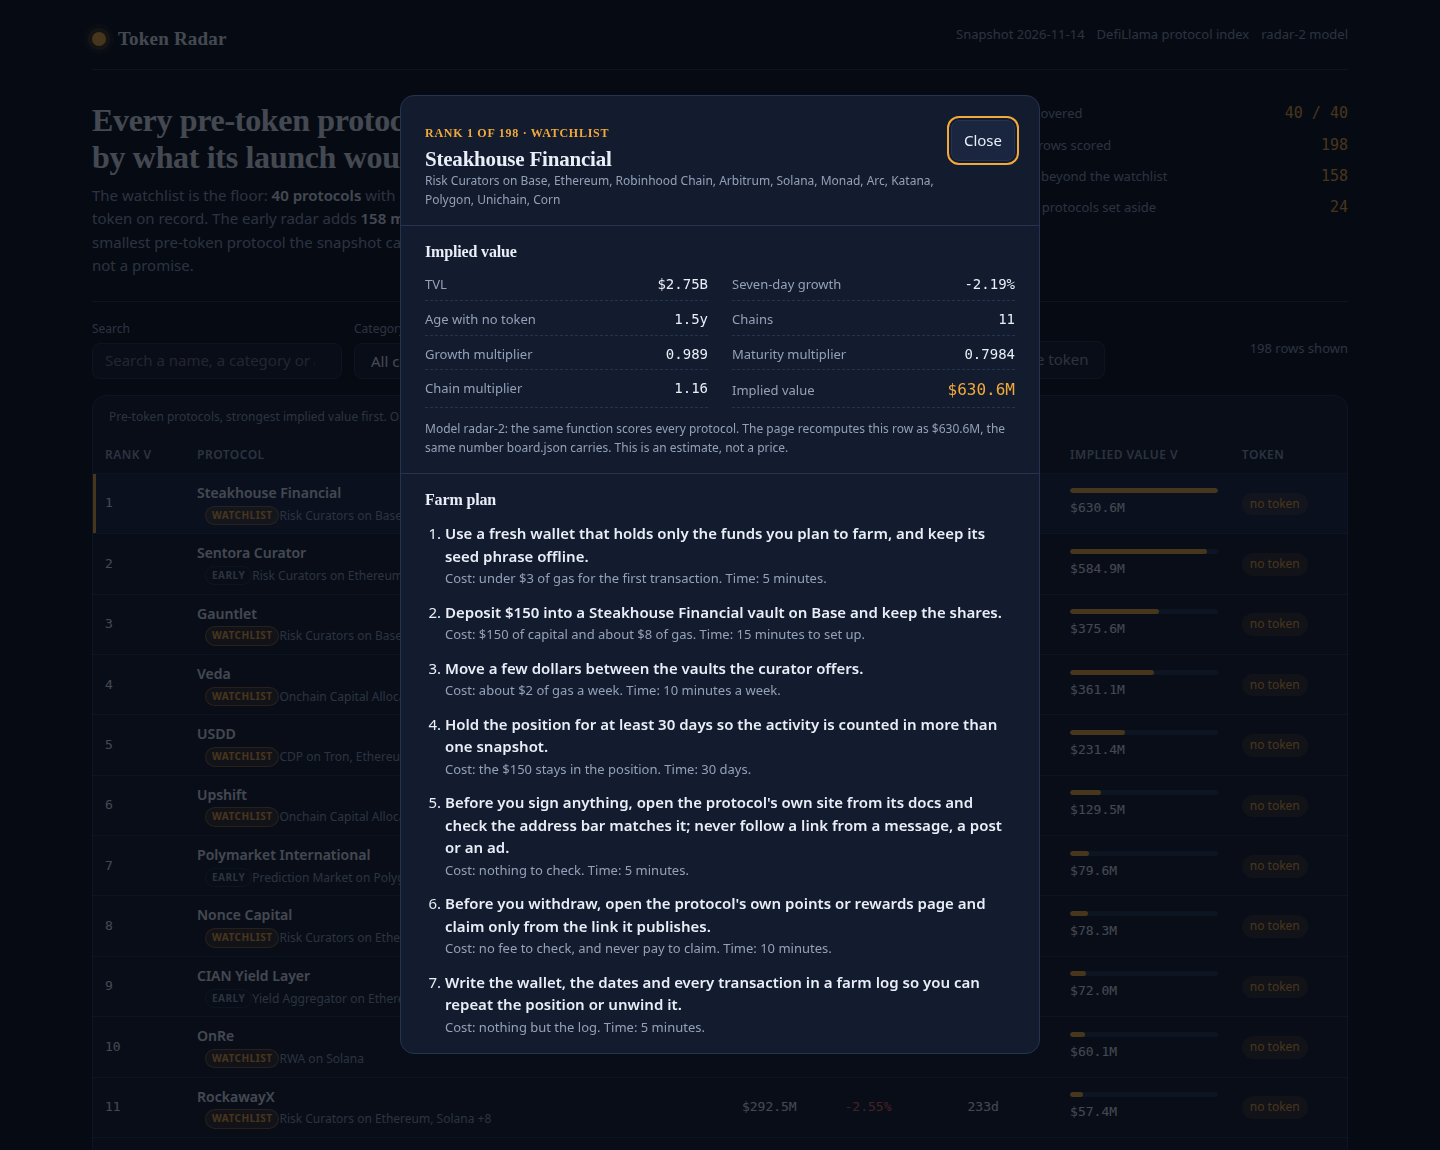 Token Radar
Snapshot 2026-11-14 DefiLlama protocol index radar-2 model
Every pre-token protoc
by what its launch wou
The watchlist is the floor: 40 protocols with
token on record. The early radar adds 158 m
smallest pre-token protocol the snapshot ca
not a promise.
overed 40 / 40
rows scored 198
beyond the watchlist 158
protocols set aside 24
Search
Search a name, a category or
Categor
All c
e token
198 rows shown
Pre-token protocols, strongest implied value first. O
RANK V PROTOCOL IMPLIED VALUE V TOKEN
1 Steakhouse Financial
WATCHLIST Risk Curators on Base
$630.6M no token
2 Sentora Curator
EARLY Risk Curators on Ethereum
$584.9M no token
3 Gauntlet
WATCHLIST Risk Curators on Base
$375.6M no token
4 Veda
WATCHLIST Onchain Capital Alloc
$361.1M no token
5 USDD
WATCHLIST CDP on Tron, Ethereu
$231.4M no token
6 Upshift
WATCHLIST Onchain Capital Alloc
$129.5M no token
7 Polymarket International
EARLY Prediction Market on Polyg
$79.6M no token
8 Nonce Capital
WATCHLIST Risk Curators on Ethe
$78.3M no token
9 CIAN Yield Layer
EARLY Yield Aggregator on Ethere
$72.0M no token
10 OnRe
WATCHLIST RWA on Solana
$60.1M no token
11 RockawayX
WATCHLIST Risk Curators on Ethereum, Solana +8
$292.5M -2.55% 233d $57.4M no token
RANK 1 OF 198 · WATCHLIST
Steakhouse Financial
Risk Curators on Base, Ethereum, Robinhood Chain, Arbitrum, Solana, Monad, Arc, Katana,
Polygon, Unichain, Corn
Close
Implied value
TVL $2.75B Seven-day growth -2.19%
Age with no token 1.5y Chains 11
Growth multiplier 0.989 Maturity multiplier 0.7984
Chain multiplier 1.16 Implied value $630.6M
Model radar-2: the same function scores every protocol. The page recomputes this row as $630.6M, the
same number board.json carries. This is an estimate, not a price.
Farm plan
1. Use a fresh wallet that holds only the funds you plan to farm, and keep its
seed phrase offline.
Cost: under $3 of gas for the first transaction. Time: 5 minutes.
2. Deposit $150 into a Steakhouse Financial vault on Base and keep the shares.
Cost: $150 of capital and about $8 of gas. Time: 15 minutes to set up.
3. Move a few dollars between the vaults the curator offers.
Cost: about $2 of gas a week. Time: 10 minutes a week.
4. Hold the position for at least 30 days so the activity is counted in more than
one snapshot.
Cost: the $150 stays in the position. Time: 30 days.
5. Before you sign anything, open the protocol's own site from its docs and
check the address bar matches it; never follow a link from a message, a post
or an ad.
Cost: nothing to check. Time: 5 minutes.
6. Before you withdraw, open the protocol's own points or rewards page and
claim only from the link it publishes.
Cost: no fee to check, and never pay to claim. Time: 10 minutes.
7. Write the wallet, the dates and every transaction in a farm log so you can
repeat the position or unwind it.
Cost: nothing but the log. Time: 5 minutes.